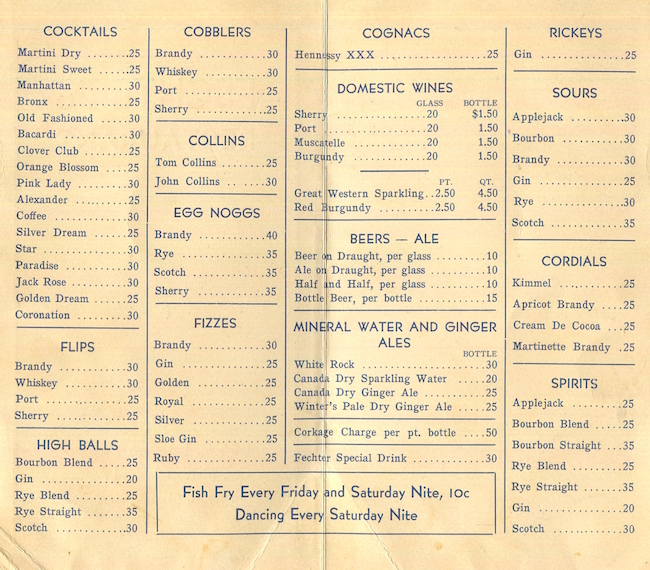 COCKTAILS
Martini Dry ........25
Martini Sweet ......25
Manhattan ..........30
Bronx ..............25
Old Fashioned ......30
Bacardi ............30
Clover Club ........25
Orange Blossom .....25
Pink Lady ..........30
Alexander ..........25
Coffee .............30
Silver Dream .......25
Star ...............30
Paradise ...........30
Jack Rose ..........30
Golden Dream .......25
Coronation .........30
FLIPS
Brandy .............30
Whiskey ............30
Port ...............25
Sherry .............25
HIGH BALLS
Bourbon Blend ......25
Gin ................20
Rye Blend ..........25
Rye Straight .......35
Scotch .............30
COBBLERS
Brandy .............30
Whiskey ............30
Port ...............25
Sherry .............25
COLLINS
Tom Collins ........25
John Collins .......30
EGG NOGGS
Brandy .............40
Rye ................35
Scotch .............35
Sherry .............35
FIZZES
Brandy .............30
Gin ................25
Golden .............25
Royal ..............25
Silver .............25
Sloe Gin ...........25
Ruby ...............25
COGNACS
Hennessy XXX ...............25
DOMESTIC WINES
GLASS BOTTLE
Sherry ..............20 $1.50
Port ................20 1.50
Muscatelle ..........20 1.50
Burgundy ............20 1.50
PT. QT.
Great Western Sparkling..2.50 4.50
Red Burgundy ..........2.50 4.50
BEERS — ALE
Beer on Draught, per glass ........10
Ale on Draught, per glass .........10
Half and Half, per glass ..........10
Bottle Beer, per bottle ...........15
MINERAL WATER AND GINGER
ALES
BOTTLE
White Rock ...................30
Canada Dry Sparkling Water ....20
Canada Dry Ginger Ale .........25
Winter's Pale Dry Ginger Ale ....25
Corkage Charge per pt. bottle ....50
Fechter Special Drink ............30
RICKEYS
Gin ................25
SOURS
Applejack ..........30
Bourbon ............30
Brandy .............30
Gin ................25
Rye ................30
Scotch .............35
CORDIALS
Kimmel .............25
Apricot Brandy ....25
Cream De Cocoa ...25
Martinette Brandy .25
SPIRITS
Applejack ..........25
Bourbon Blend ......25
Bourbon Straight ...35
Rye Blend ..........25
Rye Straight .......35
Gin ................20
Scotch .............30
Fish Fry Every Friday and Saturday Nite, 10c
Dancing Every Saturday Nite